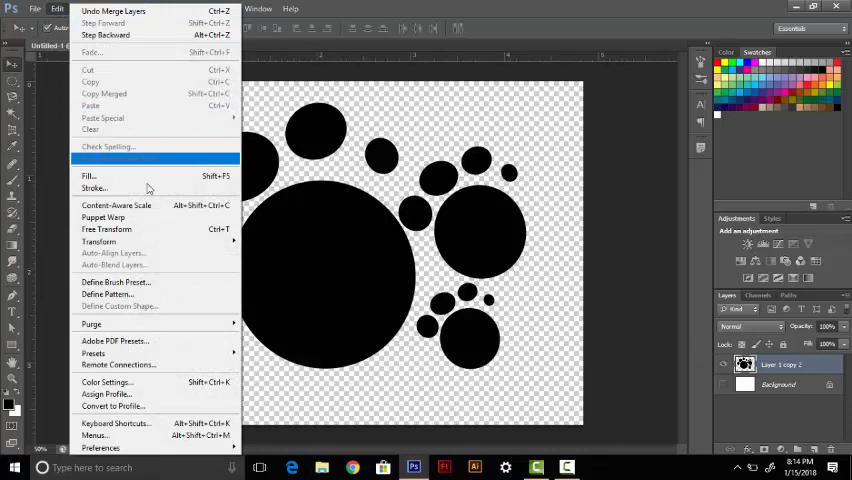 Ps File Edit Window Help
Undo Merge Layers Ctrl+Z
Step Forward Shift+Ctrl+Z
Step Backward Alt+Ctrl+Z
Fade... Shift+Ctrl+F
Cut Ctrl+X
Copy Ctrl+C
Copy Merged Shift+Ctrl+C
Paste Ctrl+V
Paste Special
Clear
Check Spelling...
Fill... Shift+F5
Stroke...
Content-Aware Scale Alt+Shift+Ctrl+C
Puppet Warp
Free Transform Ctrl+T
Transform
Auto-Align Layers...
Auto-Blend Layers...
Define Brush Preset...
Define Pattern...
Define Custom Shape...
Purge
Adobe PDF Presets...
Presets
Remote Connections...
Color Settings... Shift+Ctrl+K
Assign Profile...
Convert to Profile...
Keyboard Shortcuts... Alt+Shift+Ctrl+K
Menus... Alt+Shift+Ctrl+M
Preferences
Untitled-1
Essentials
Color Swatches
Adjustments Styles
Add an adjustment
Layers Channels Paths
Kind
Normal Opacity: 100%
Lock: Fill: 100%
Layer 1 copy 2
Background
50%
Type here to search
8:14 PM
1/15/2018